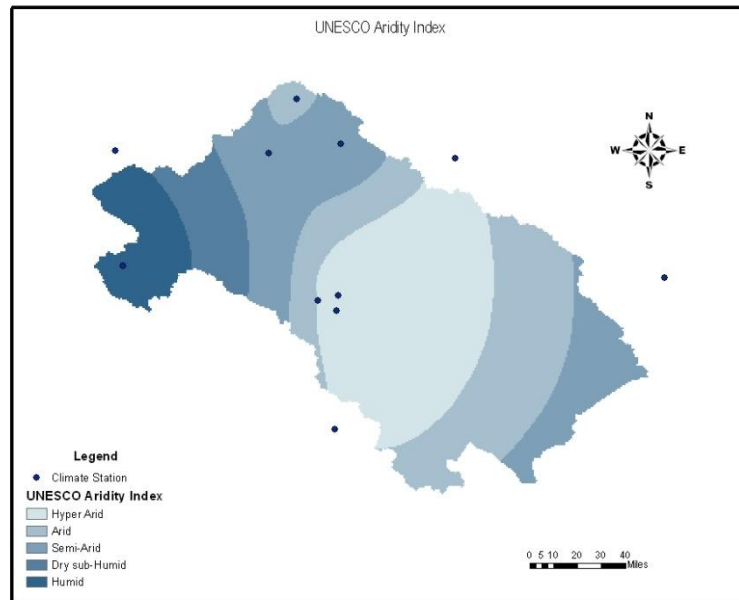 UNESCO Aridity Index
N
W E
S
Legend
Climate Station
UNESCO Aridity Index
Hyper Arid
Arid
Semi-Arid
Dry sub-Humid
Humid
0 5 10 20 30 40
Miles